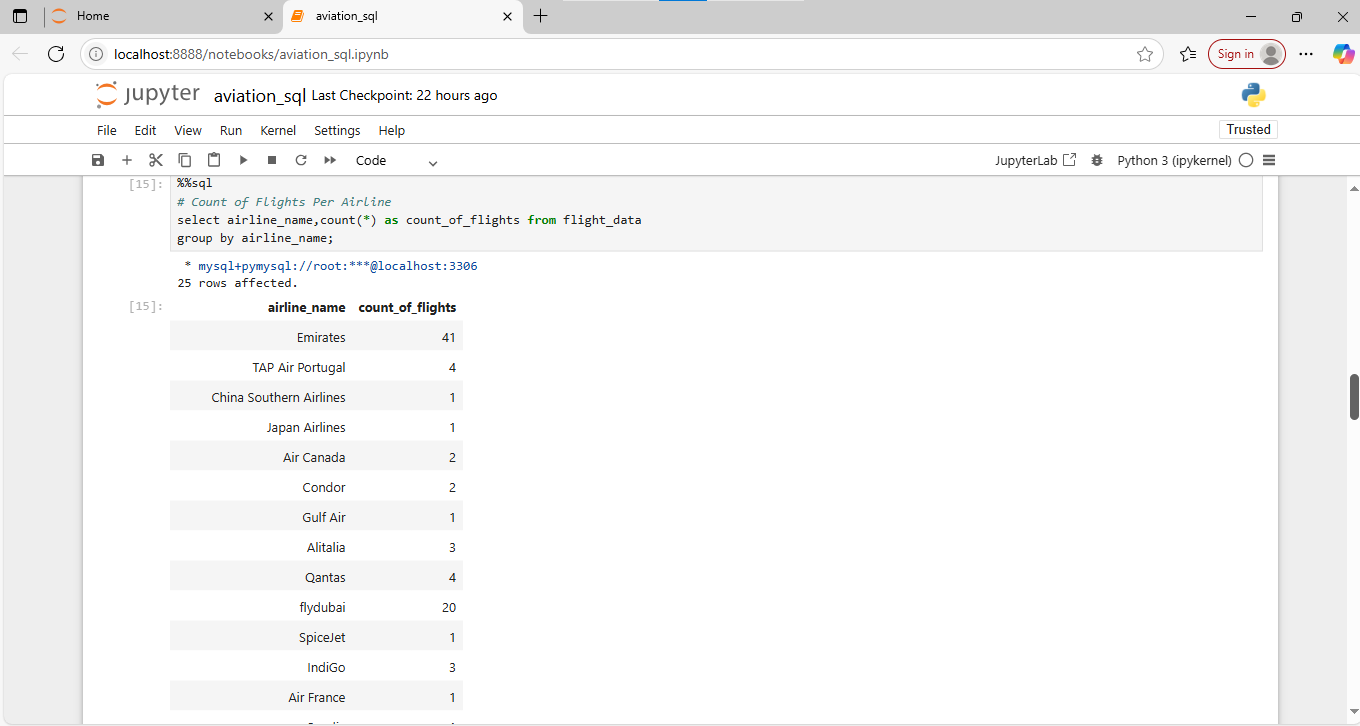 Home
aviation_sql
localhost:8888/notebooks/aviation_sql.ipynb
Sign in
jupyter aviation_sql Last Checkpoint: 22 hours ago
File Edit View Run Kernel Settings Help
Trusted
Code
JupyterLab
Python 3 (ipykernel)
[15]:
%%sql
# Count of Flights Per Airline
select airline_name,count(*) as count_of_flights from flight_data
group by airline_name;
* mysql+pymysql://root:***@localhost:3306
25 rows affected.
[15]:
airline_name count_of_flights
Emirates 41
TAP Air Portugal 4
China Southern Airlines 1
Japan Airlines 1
Air Canada 2
Condor 2
Gulf Air 1
Alitalia 3
Qantas 4
flydubai 20
SpiceJet 1
IndiGo 3
Air France 1